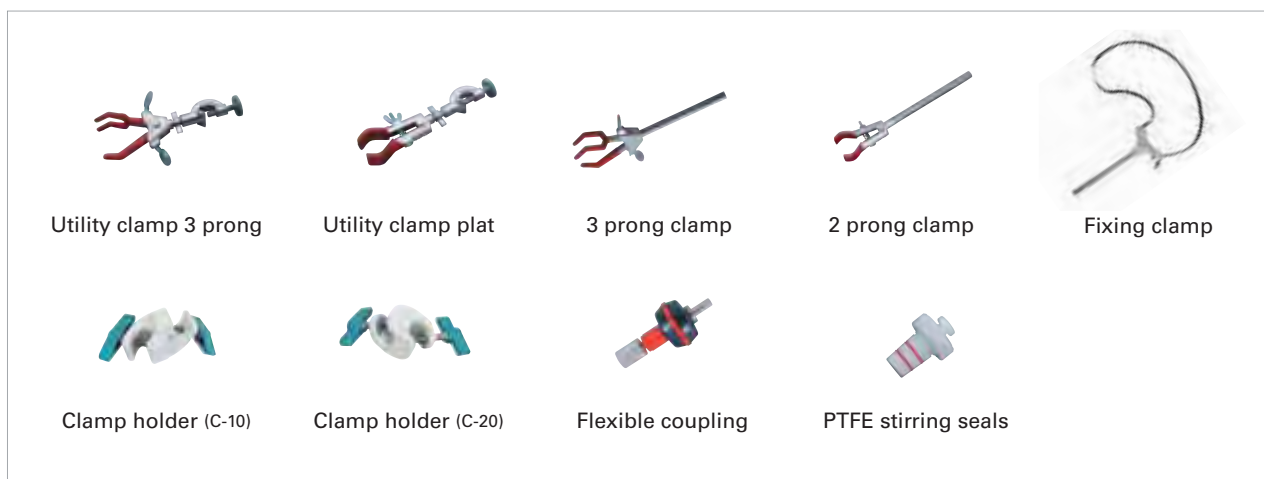 Utility clamp 3 prong
Utility clamp plat
3 prong clamp
2 prong clamp
Fixing clamp
Clamp holder (C-10)
Clamp holder (C-20)
Flexible coupling
PTFE stirring seals